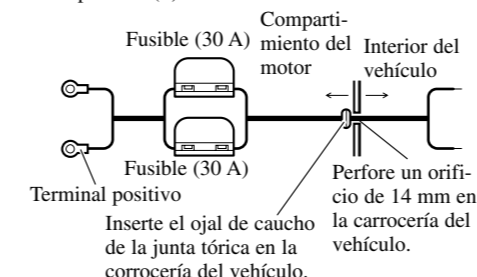 Comparti-
miento del
motor
Fusible (30 A)
Interior del
vehículo
Fusible (30 A)
Terminal positivo
Perfore un orifi-
cio de 14 mm en
la carrocería del
vehículo.
Inserte el ojal de caucho
de la junta tórica en la
corrocería del vehículo.